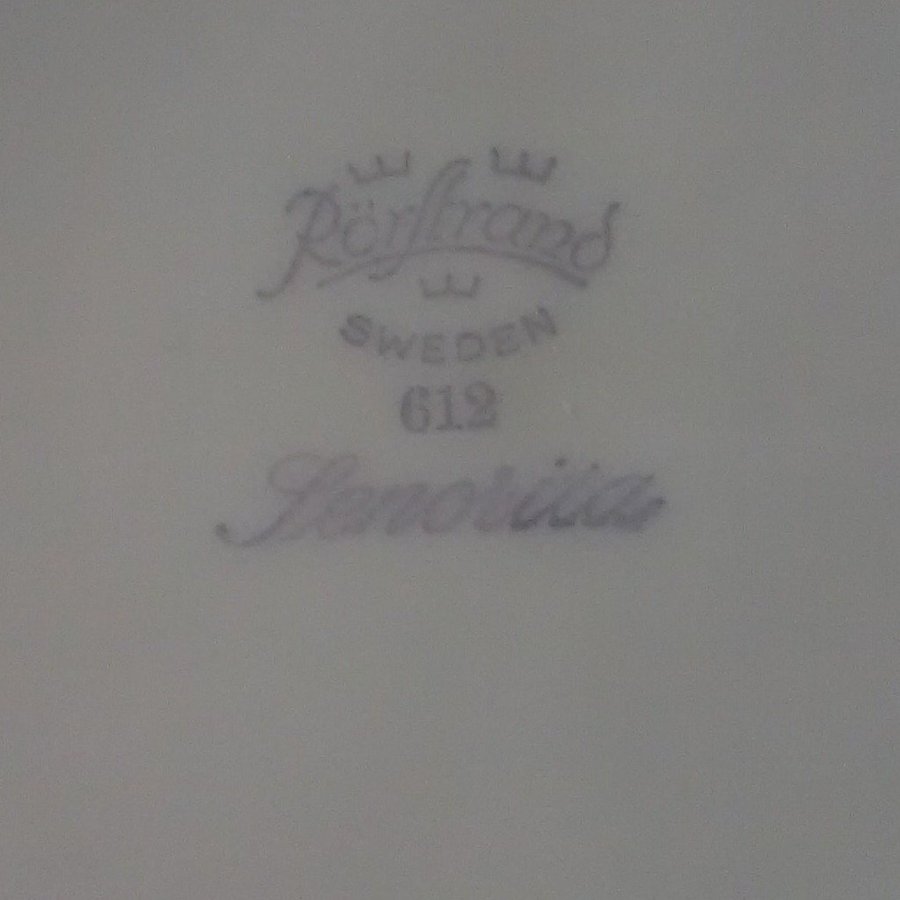 Rörstrand
SWEDEN
612
Senorita